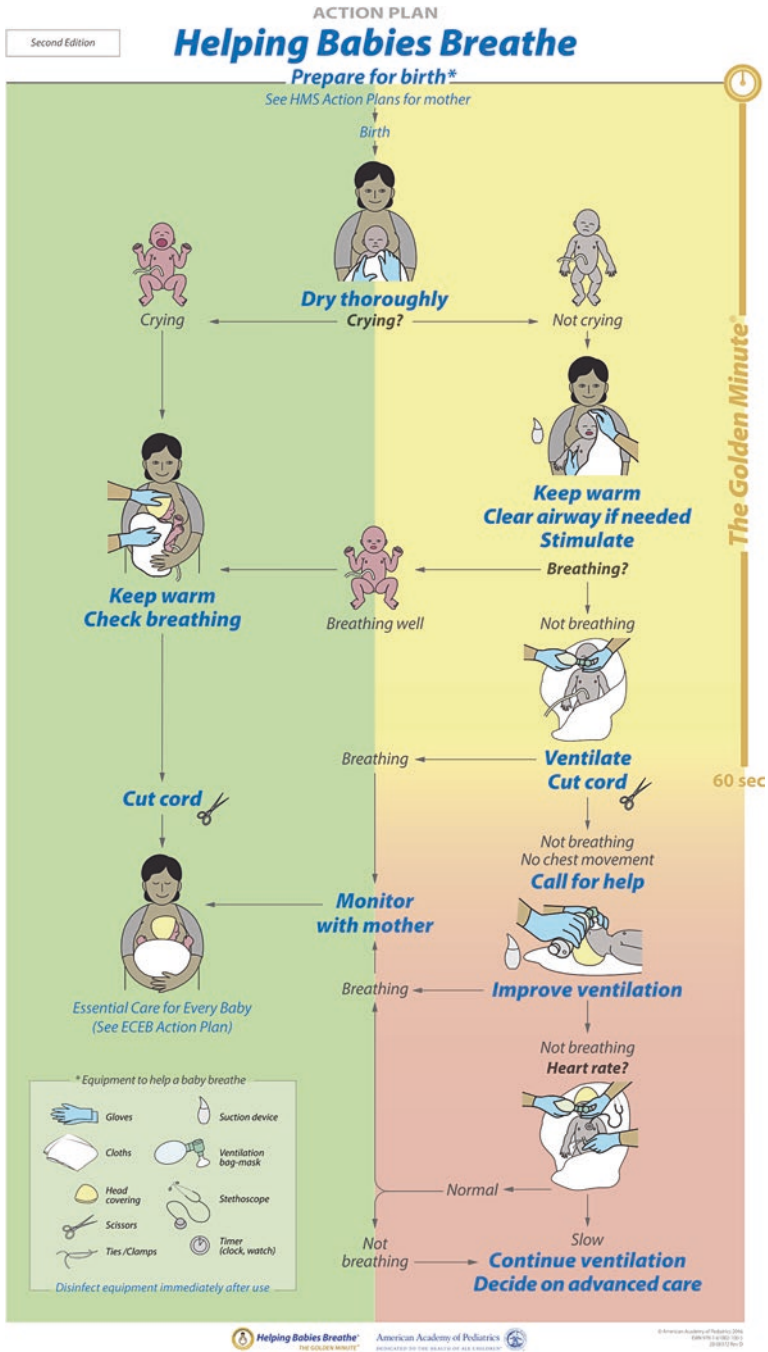 ACTION PLAN
Second Edition
Helping Babies Breathe
Prepare for birth*
See HMS Action Plans for mother
Birth
Dry thoroughly
Crying
Crying?
Not crying
The Golden Minute®
Keep warm
Clear airway if needed
Stimulate
Breathing?
Keep warm
Check breathing
Breathing well
Not breathing
Breathing
Ventilate
Cut cord
60 sec
Cut cord
Not breathing
No chest movement
Call for help
Monitor
with mother
Breathing
Improve ventilation
Essential Care for Every Baby
(See ECEB Action Plan)
Not breathing
Heart rate?
Normal
Slow
Not
breathing
Continue ventilation
Decide on advanced care
* Equipment to help a baby breathe
Gloves
Suction device
Cloths
Ventilation
bag-mask
Head
covering
Stethoscope
Scissors
Ties /Clamps
Timer
(clock, watch)
Disinfect equipment immediately after use
Helping Babies Breathe®
THE GOLDEN MINUTE™
American Academy of Pediatrics
DEDICATED TO THE HEALTH OF ALL CHILDREN®
© American Academy of Pediatrics 2016